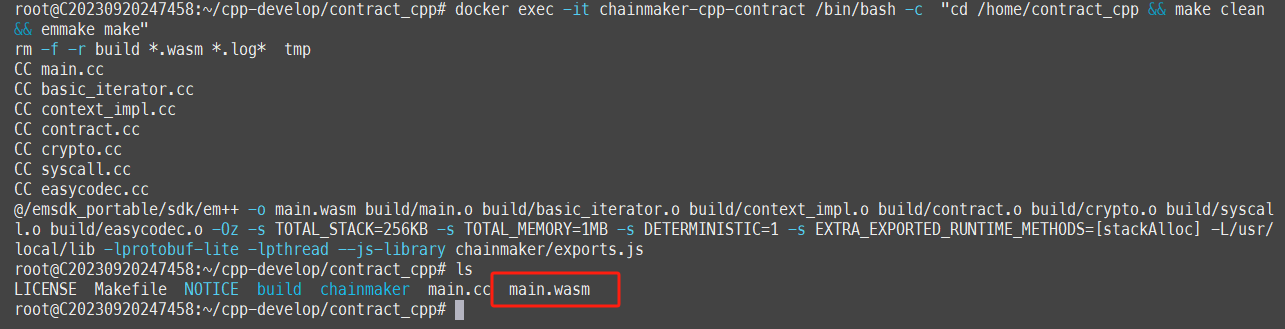 root@C20230920247458:~/cpp-develop/contract_cpp# docker exec -it chainmaker-cpp-contract /bin/bash -c  "cd /home/contract_cpp && make clean
&& emmake make"
rm -f -r build *.wasm *.log*  tmp
CC main.cc
CC basic_iterator.cc
CC context_impl.cc
CC contract.cc
CC crypto.cc
CC syscall.cc
CC easycodec.cc
@/emsdk_portable/sdk/em++ -o main.wasm build/main.o build/basic_iterator.o build/context_impl.o build/contract.o build/crypto.o build/syscal
l.o build/easycodec.o -Oz -s TOTAL_STACK=256KB -s TOTAL_MEMORY=1MB -s DETERMINISTIC=1 -s EXTRA_EXPORTED_RUNTIME_METHODS=[stackAlloc] -L/usr/
local/lib -lprotobuf-lite -lpthread --js-library chainmaker/exports.js
root@C20230920247458:~/cpp-develop/contract_cpp# ls
LICENSE  Makefile  NOTICE  build  chainmaker  main.cc  main.wasm
root@C20230920247458:~/cpp-develop/contract_cpp#